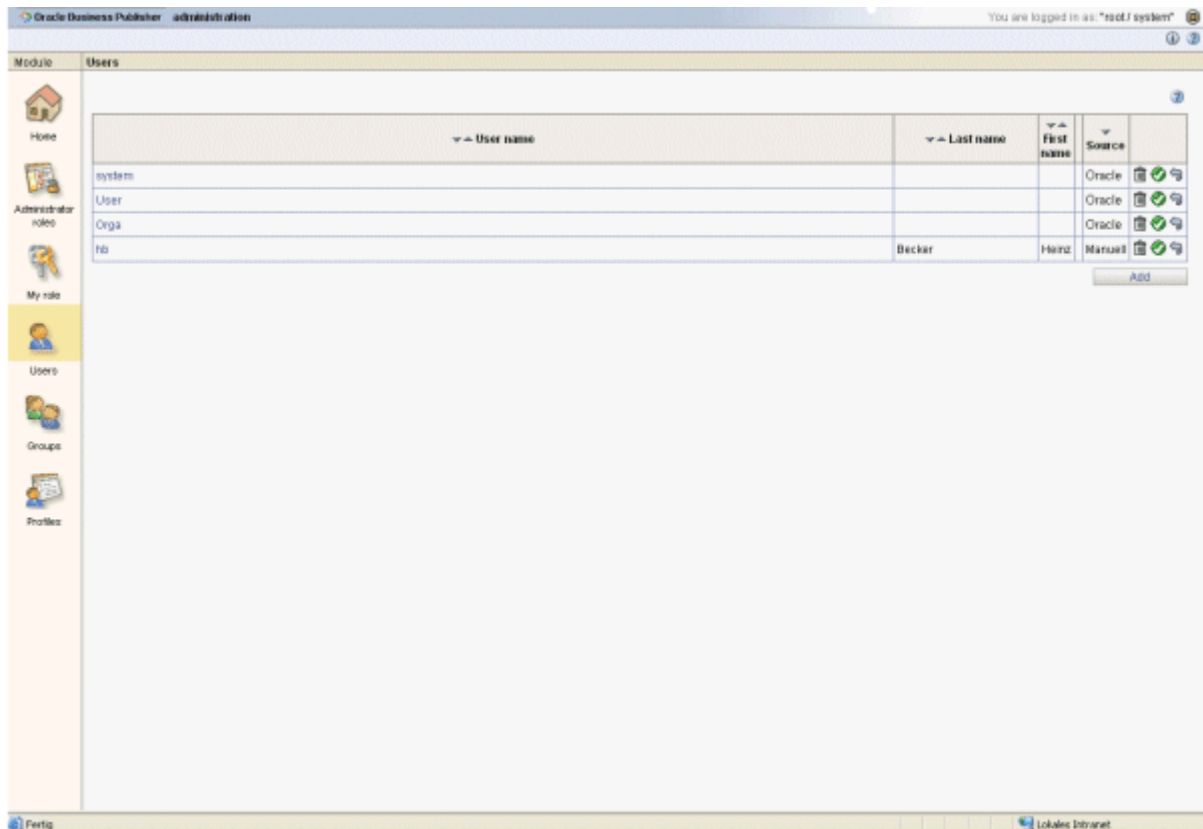 Oracle Business Publisher administration
You are logged in as: "root / system"
Module
Users
Home
Administrator
roles
My role
Users
Groups
Profiles
User name
Last name
First
name
Source
system
Oracle
User
Oracle
Orga
Oracle
hb
Becker
Heinz
Manuell
Add
Fertig
Lokales Intranet